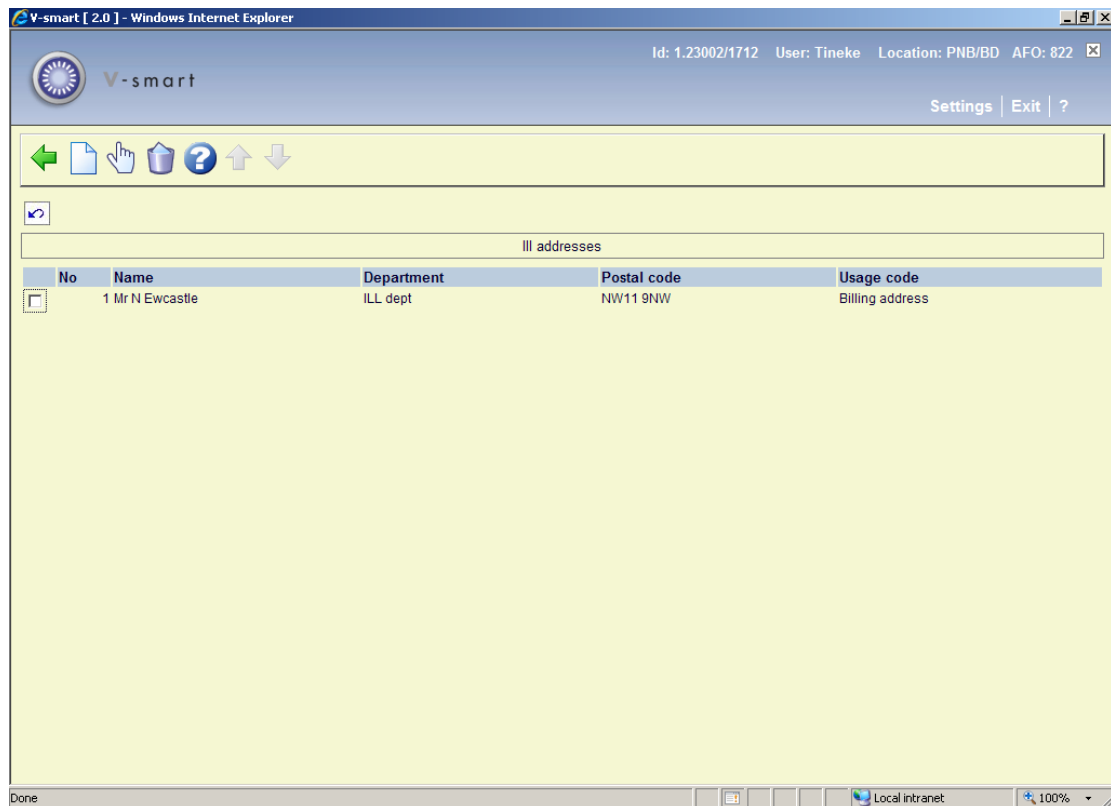 V-smart [ 2.0 ] - Windows Internet Explorer
Id: 1.23002/1712 User: Tineke Location: PNB/BD AFO: 822
V-smart
Settings Exit ?
Ill addresses
No Name Department Postal code Usage code
1 Mr N Ewcastle ILL dept NW11 9NW Billing address
Done Local intranet 100%